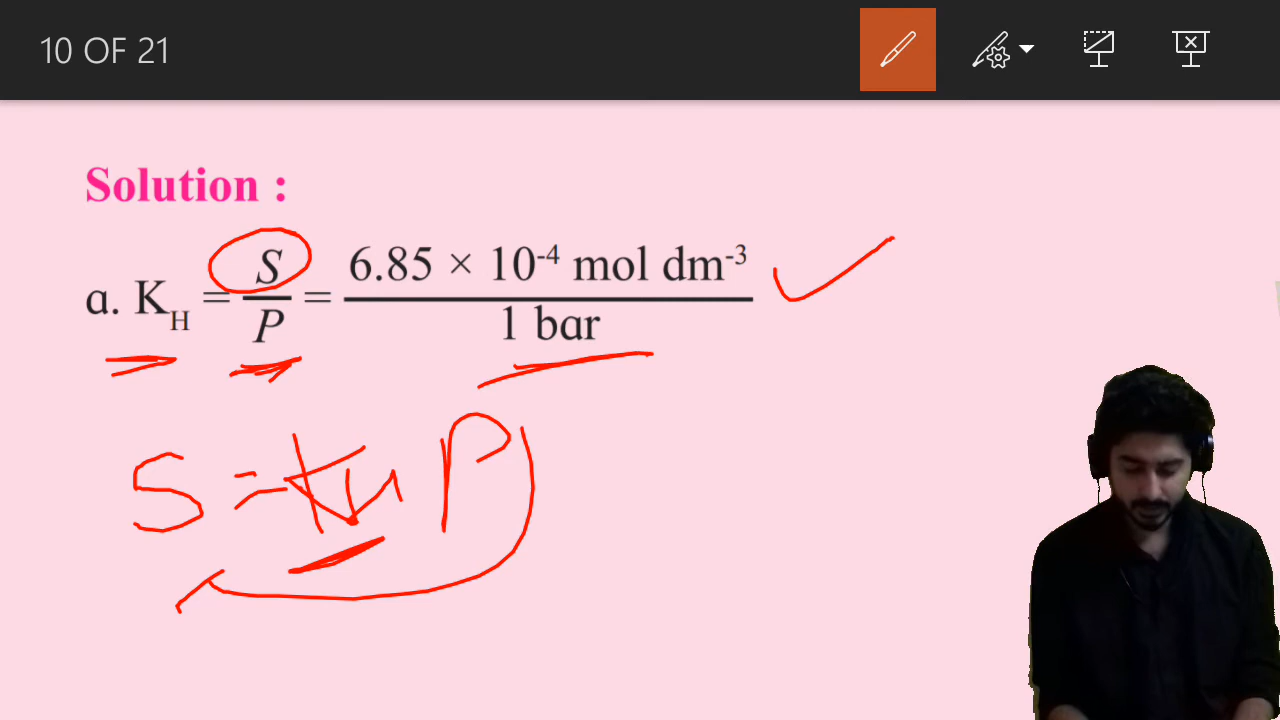 10 OF 21
Solution :
a. K_H = S/P = 6.85 × 10^-4 mol dm^-3 / 1 bar
S = K_H P